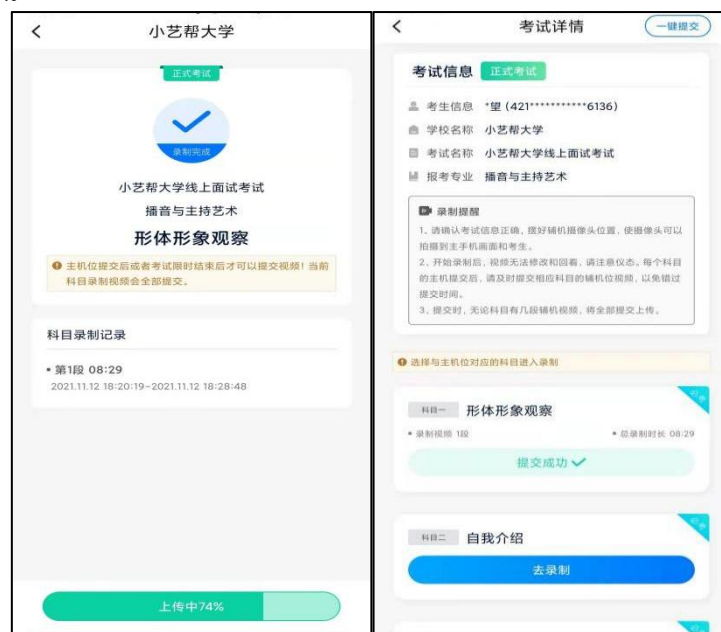 小艺帮大学
正式考试
录制完成
小艺帮大学线上面试考试
播音与主持艺术
形体形象观察
主机位提交后或者考试限时结束后才可以提交视频！当前
科目录制视频会全部提交。
科目录制记录
• 第1段 08:29
2021.11.12 18:20:19~2021.11.12 18:28:48
上传中74%
考试详情
一键提交
考试信息
正式考试
考生信息 *望 (421***********6136)
学校名称 小艺帮大学
考试名称 小艺帮大学线上面试考试
报考专业 播音与主持艺术
录制提醒
1、请确认考试信息正确，摆好辅机摄像头位置，使摄像头可以
拍摄到主手机画面和考生。
2、开始录制后，视频无法修改和回看，请注意仪态。每个科目
的主机提交后，请及时提交相应科目的辅机位视频，以免错过
提交时间。
3、提交时，无论科目有几段辅机视频，将全部提交上传。
选择与主机位对应的科目进入录制
科目一 形体形象观察
• 录制视频 1段
• 总录制时长 08:29
提交成功
科目二 自我介绍
去录制